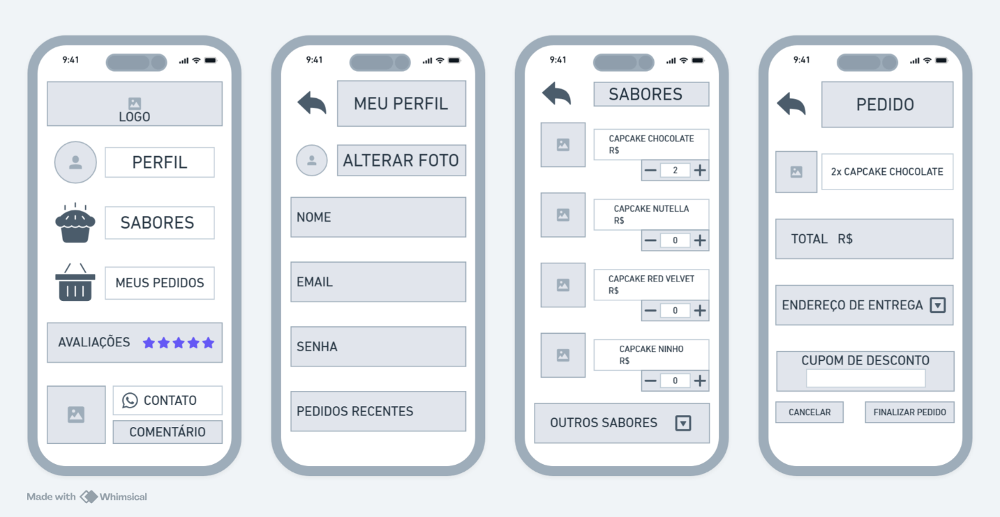 9:41
LOGO
PERFIL
SABORES
MEUS PEDIDOS
AVALIAÇÕES
CONTATO
COMENTÁRIO
9:41
MEU PERFIL
ALTERAR FOTO
NOME
EMAIL
SENHA
PEDIDOS RECENTES
9:41
SABORES
CAPCAKE CHOCOLATE
R$
2
CAPCAKE NUTELLA
R$
0
CAPCAKE RED VELVET
R$
0
CAPCAKE NINHO
R$
0
OUTROS SABORES
9:41
PEDIDO
2x CAPCAKE CHOCOLATE
TOTAL R$
ENDEREÇO DE ENTREGA
CUPOM DE DESCONTO
CANCELAR
FINALIZAR PEDIDO
Made with Whimsical